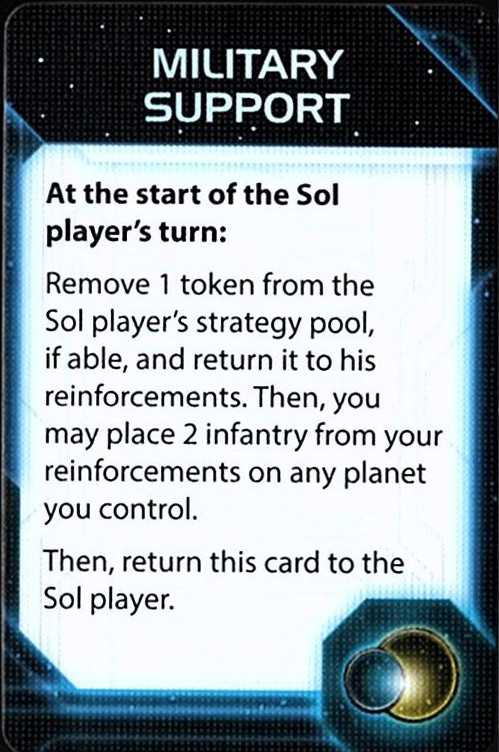 MILITARY
SUPPORT
At the start of the Sol
player's turn:
Remove 1 token from the
Sol player's strategy pool,
if able, and return it to his
reinforcements. Then, you
may place 2 infantry from your
reinforcements on any planet
you control.
Then, return this card to the
Sol player.